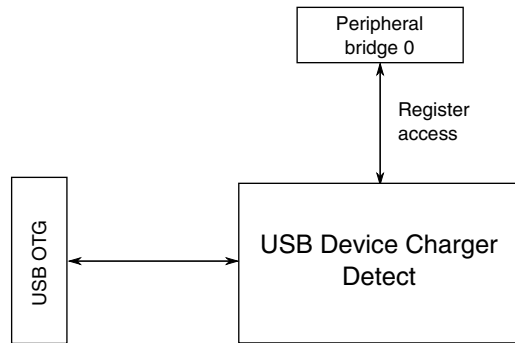 Peripheral
bridge 0
Register
access
USB OTG
USB Device Charger
Detect